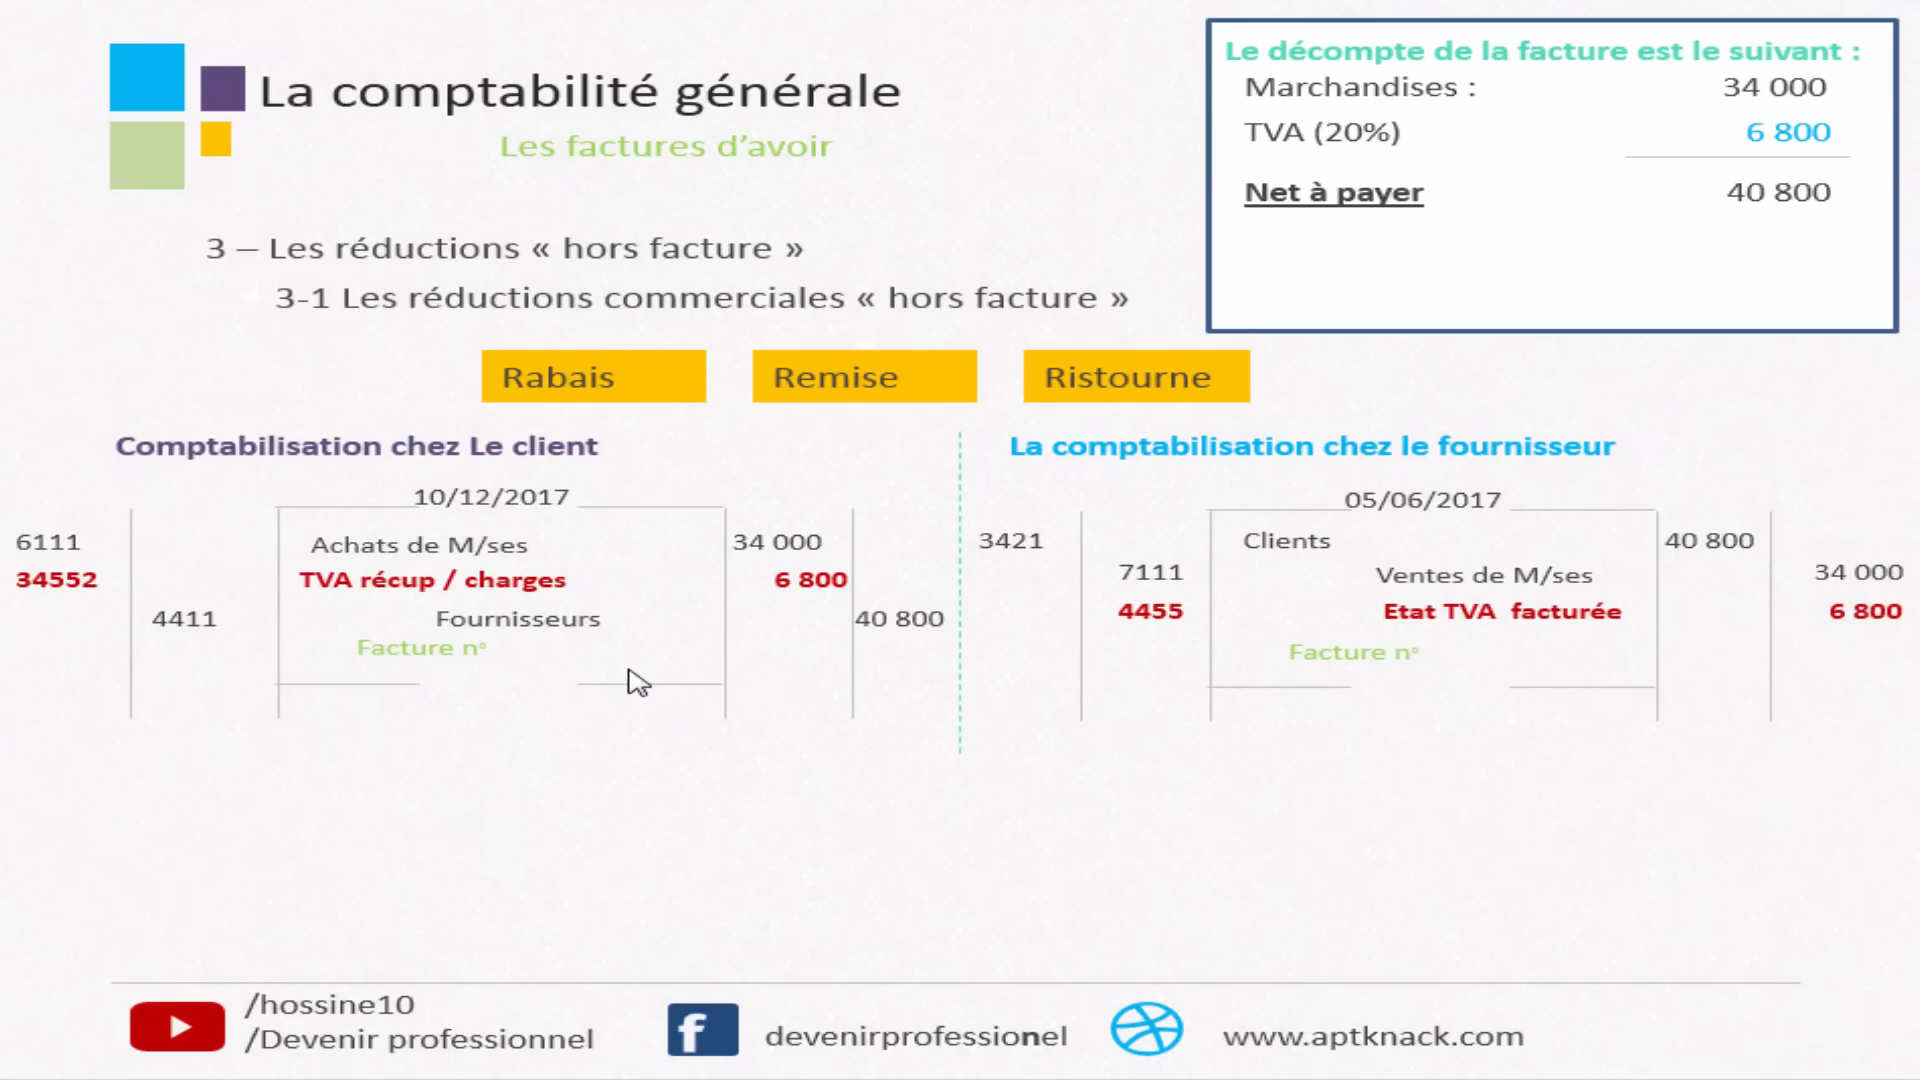 La comptabilité générale
Les factures d’avoir
Le décompte de la facture est le suivant :
Marchandises : 34 000
TVA (20%) 6 800
Net à payer 40 800
3 – Les réductions « hors facture »
3-1 Les réductions commerciales « hors facture »
Rabais Remise Ristourne
Comptabilisation chez Le client
10/12/2017
6111 Achats de M/ses 34 000
34552 TVA récup / charges 6 800
4411 Fournisseurs 40 800
Facture n°
La comptabilisation chez le fournisseur
05/06/2017
3421 Clients 40 800
7111 Ventes de M/ses 34 000
4455 Etat TVA facturée 6 800
Facture n°
/hossine10
/Devenir professionnel
devenirprofessionel
www.aptknack.com